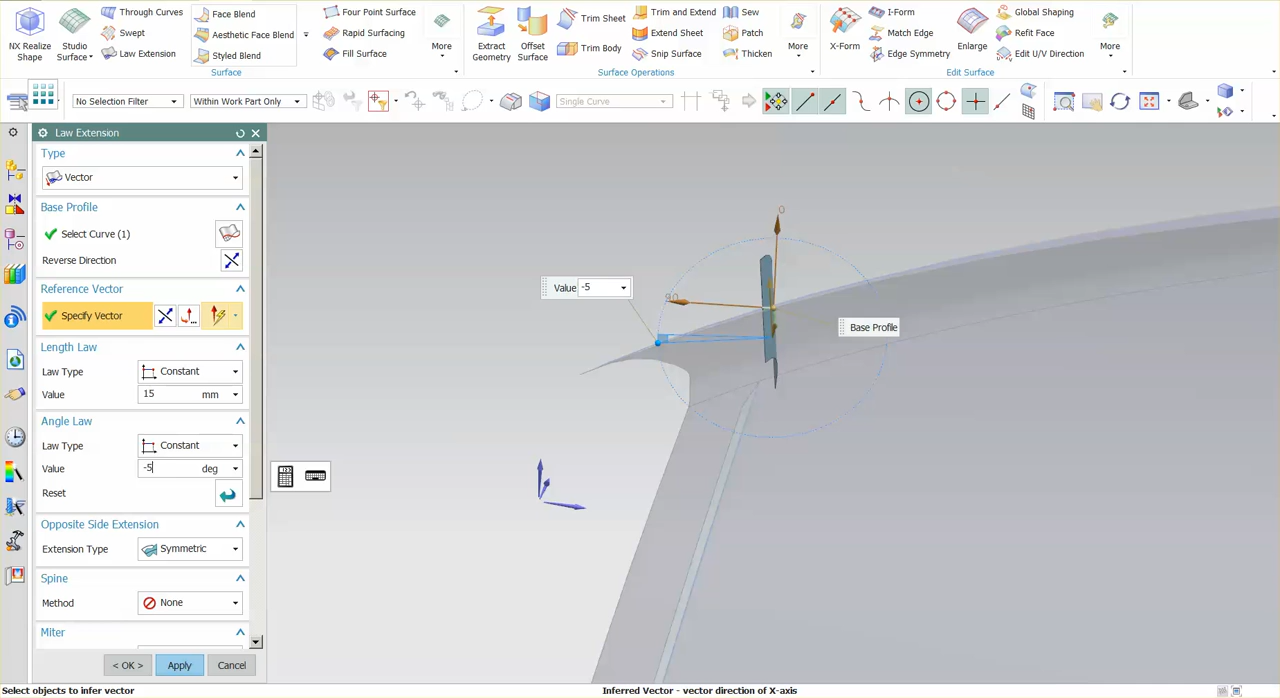 NX Realize Shape
Studio Surface
Through Curves
Swept
Law Extension
Face Blend
Aesthetic Face Blend
Styled Blend
Four Point Surface
Rapid Surfacing
Fill Surface
More
Surface
Extract Geometry
Offset Surface
Trim Sheet
Trim Body
Trim and Extend
Extend Sheet
Snip Surface
Sew
Patch
Thicken
More
Surface Operations
X-Form
I-Form
Match Edge
Edge Symmetry
Enlarge
Global Shaping
Refit Face
Edit U/V Direction
More
Edit Surface
No Selection Filter
Within Work Part Only
Single Curve
Law Extension
Type
Vector
Base Profile
Select Curve (1)
Reverse Direction
Reference Vector
Specify Vector
Length Law
Law Type Constant
Value 15 mm
Angle Law
Law Type Constant
Value -5 deg
Reset
Opposite Side Extension
Extension Type Symmetric
Spine
Method None
Miter
< OK > Apply Cancel
Value -5
0
90
Base Profile
Select objects to infer vector
Inferred Vector - vector direction of X-axis